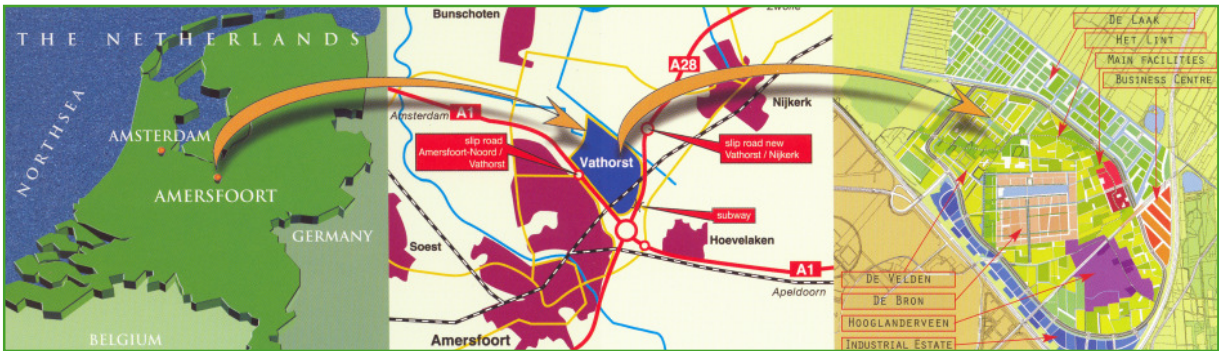 THE NETHERLANDS
NORTHSEA
AMSTERDAM
AMERSFOORT
GERMANY
BELGIUM
Bunschoten
Zwolle
A28
Nijkerk
Amsterdam
A1
slip road
Amersfoort-Noord /
Vathorst
Vathorst
slip road new
Vathorst / Nijkerk
subway
Soest
Hoevelaken
A1
Apeldoorn
Amersfoort
De Laak
Het Lint
Main facilities
Business Centre
De Velden
De Bron
Hooglanderveen
Industrial Estate